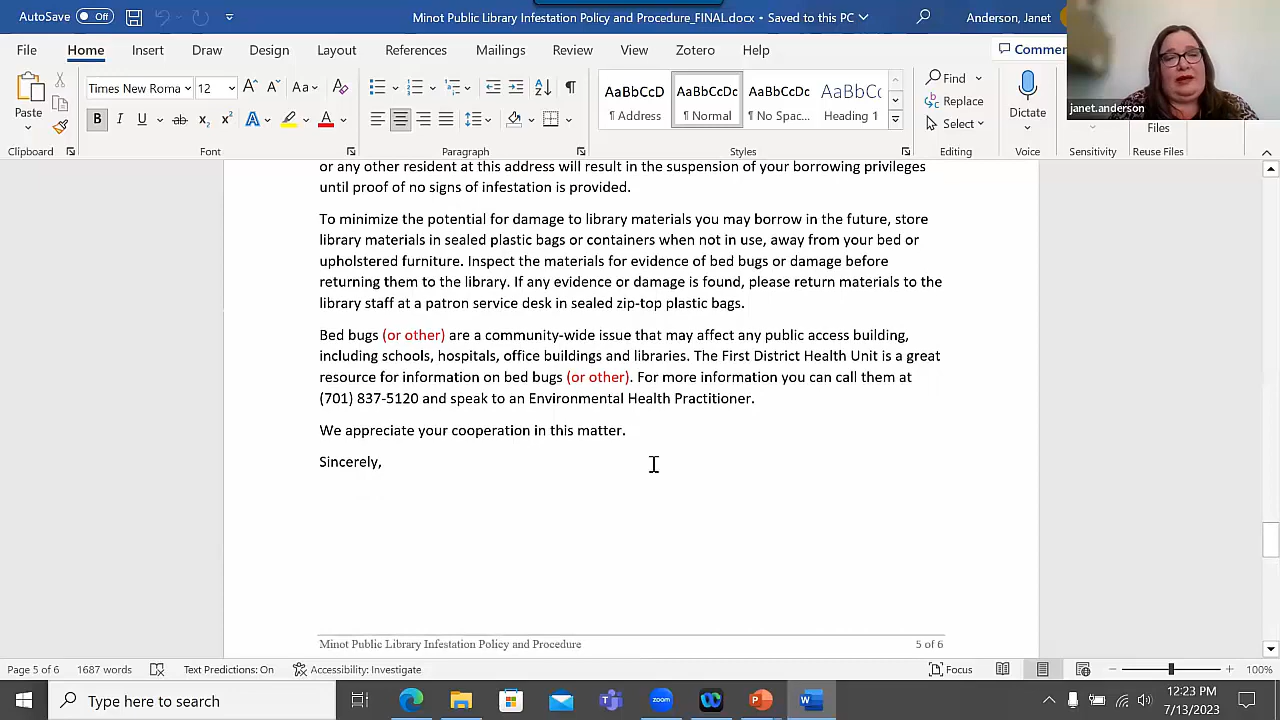 AutoSave Off Minot Public Library Infestation Policy and Procedure_FINAL.docx • Saved to this PC Anderson, Janet
File Home Insert Draw Design Layout References Mailings Review View Zotero Help
janet.anderson
Paste
Times New Roma 12
AaBbCcD AaBbCcDc AaBbCcDc AaBbCc
¶ Address ¶ Normal ¶ No Spac... Heading 1
Find
Replace
Select
Dictate
Files
Clipboard Font Paragraph Styles Editing Voice Sensitivity Reuse Files
or any other resident at this address will result in the suspension of your borrowing privileges
until proof of no signs of infestation is provided.
To minimize the potential for damage to library materials you may borrow in the future, store
library materials in sealed plastic bags or containers when not in use, away from your bed or
upholstered furniture. Inspect the materials for evidence of bed bugs or damage before
returning them to the library. If any evidence or damage is found, please return materials to the
library staff at a patron service desk in sealed zip-top plastic bags.
Bed bugs (or other) are a community-wide issue that may affect any public access building,
including schools, hospitals, office buildings and libraries. The First District Health Unit is a great
resource for information on bed bugs (or other). For more information you can call them at
(701) 837-5120 and speak to an Environmental Health Practitioner.
We appreciate your cooperation in this matter.
Sincerely,
Minot Public Library Infestation Policy and Procedure 5 of 6
Page 5 of 6 1687 words Text Predictions: On Accessibility: Investigate Focus 100%
Type here to search
12:23 PM
7/13/2023